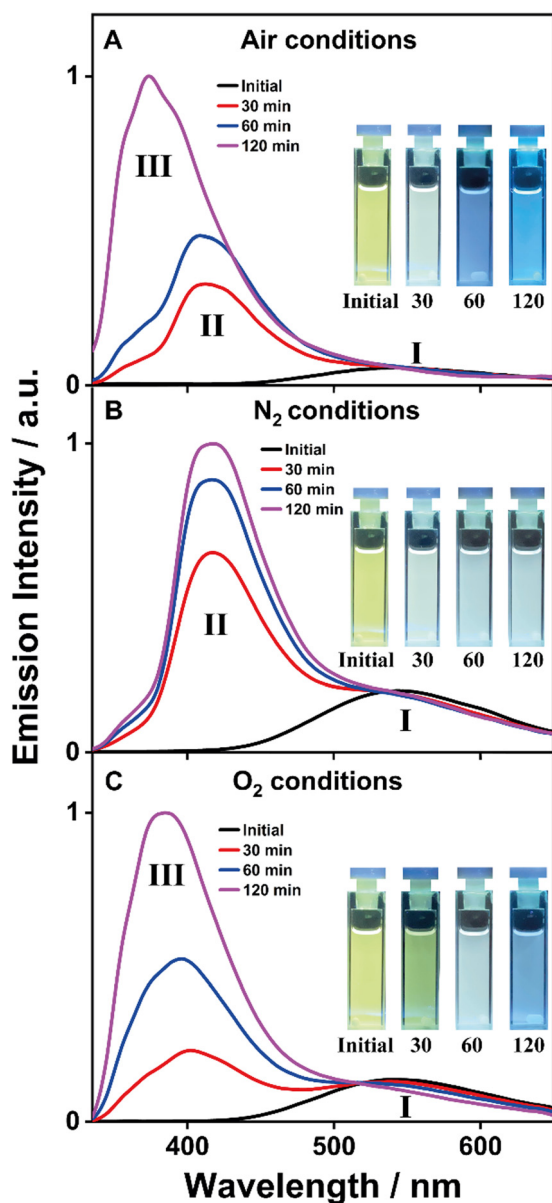 A
Air conditions
1
Initial
30 min
60 min
120 min
III
II
I
Initial 30 60 120
0
B
N₂ conditions
1
Initial
30 min
60 min
120 min
II
I
Initial 30 60 120
0
C
O₂ conditions
1
Initial
30 min
60 min
120 min
III
I
Initial 30 60 120
0
400 500 600
Wavelength / nm
Emission Intensity / a.u.